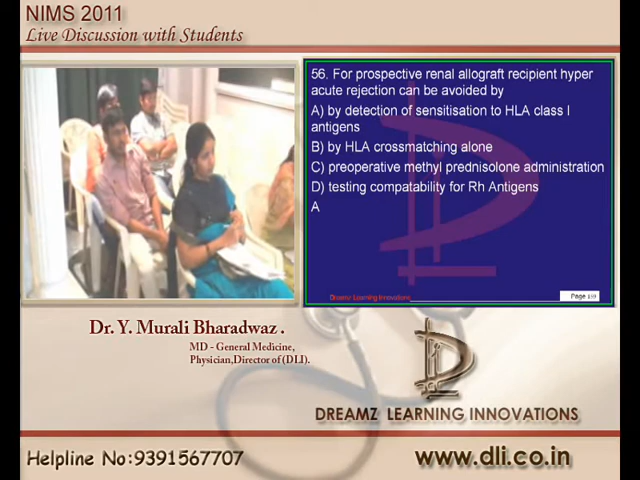 NIMS 2011
Live Discussion with Students
56. For prospective renal allograft recipient hyper
acute rejection can be avoided by
A) by detection of sensitisation to HLA class I
antigens
B) by HLA crossmatching alone
C) preoperative methyl prednisolone administration
D) testing compatability for Rh Antigens
A
Dreamz Learning Innovations
Page 159
Dr. Y. Murali Bharadwaz .
MD - General Medicine,
Physician,Director of (DLI).
DREAMZ LEARNING INNOVATIONS
Helpline No:9391567707
www.dli.co.in